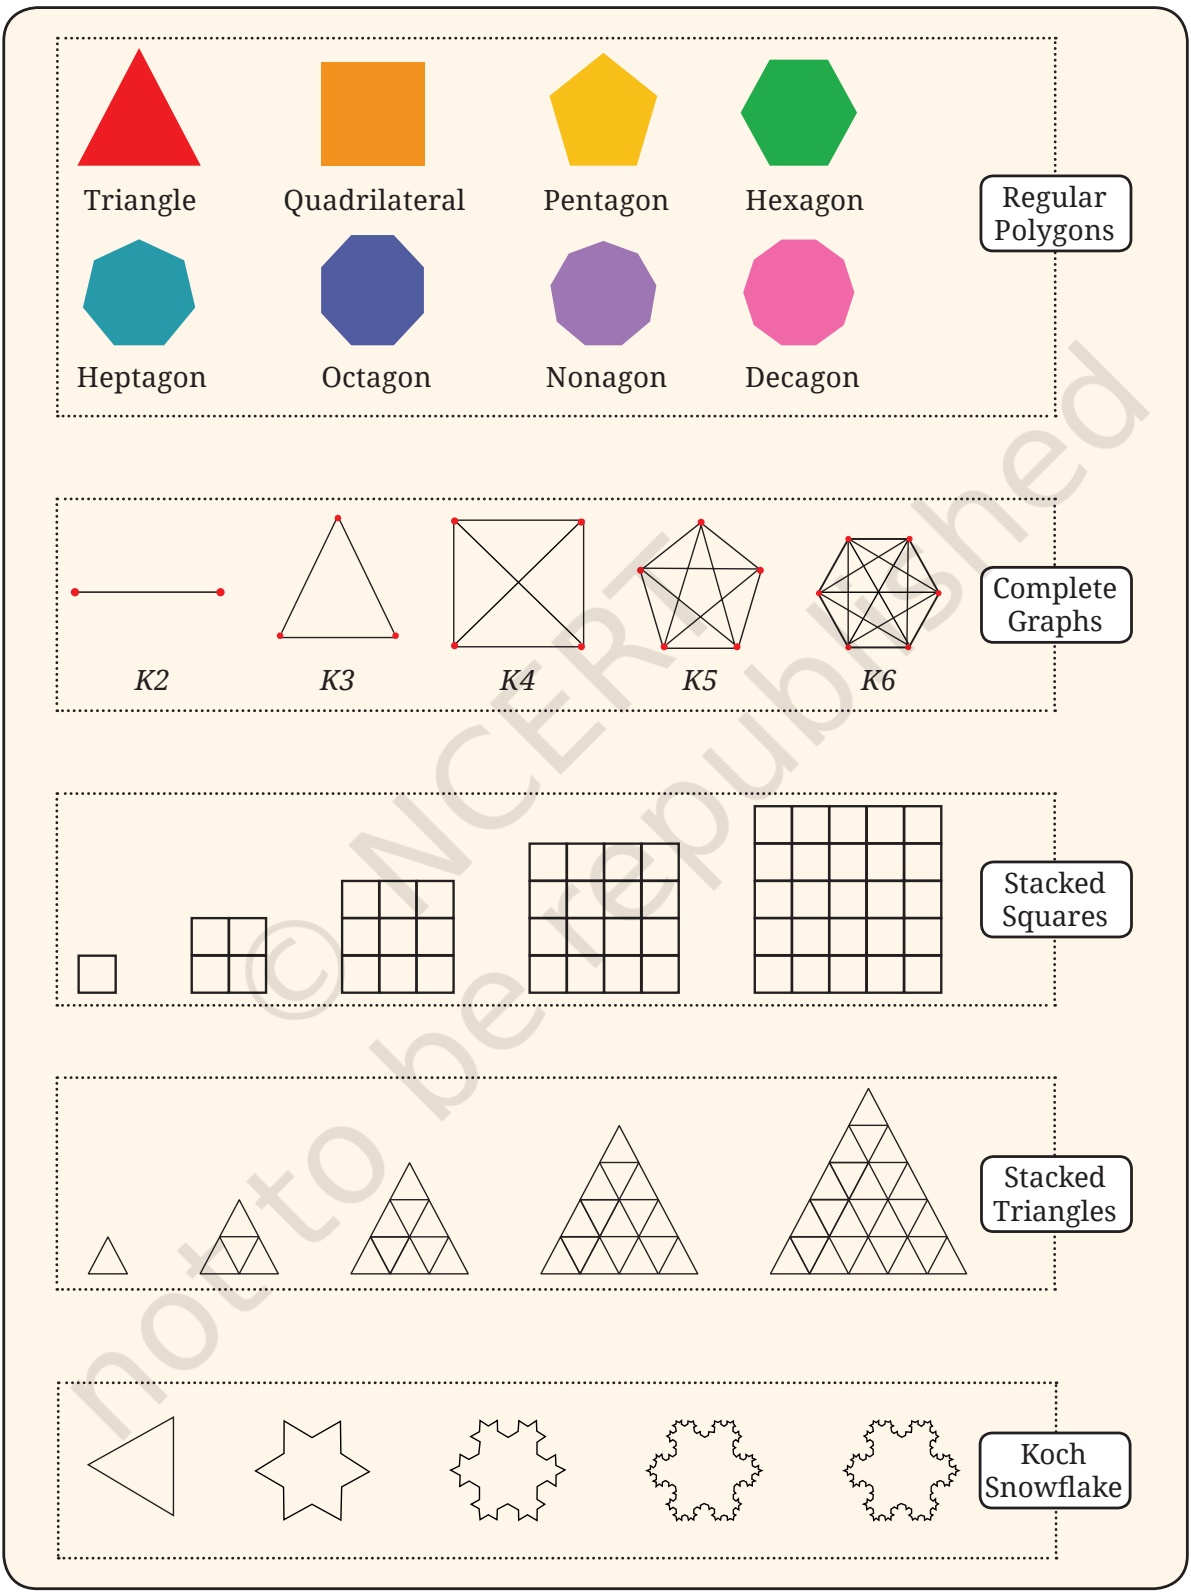 Triangle
Quadrilateral
Pentagon
Hexagon
Regular
Polygons
Heptagon
Octagon
Nonagon
Decagon
K2
K3
K4
K5
K6
Complete
Graphs
Stacked
Squares
Stacked
Triangles
Koch
Snowflake
© NCERT
not to be republished